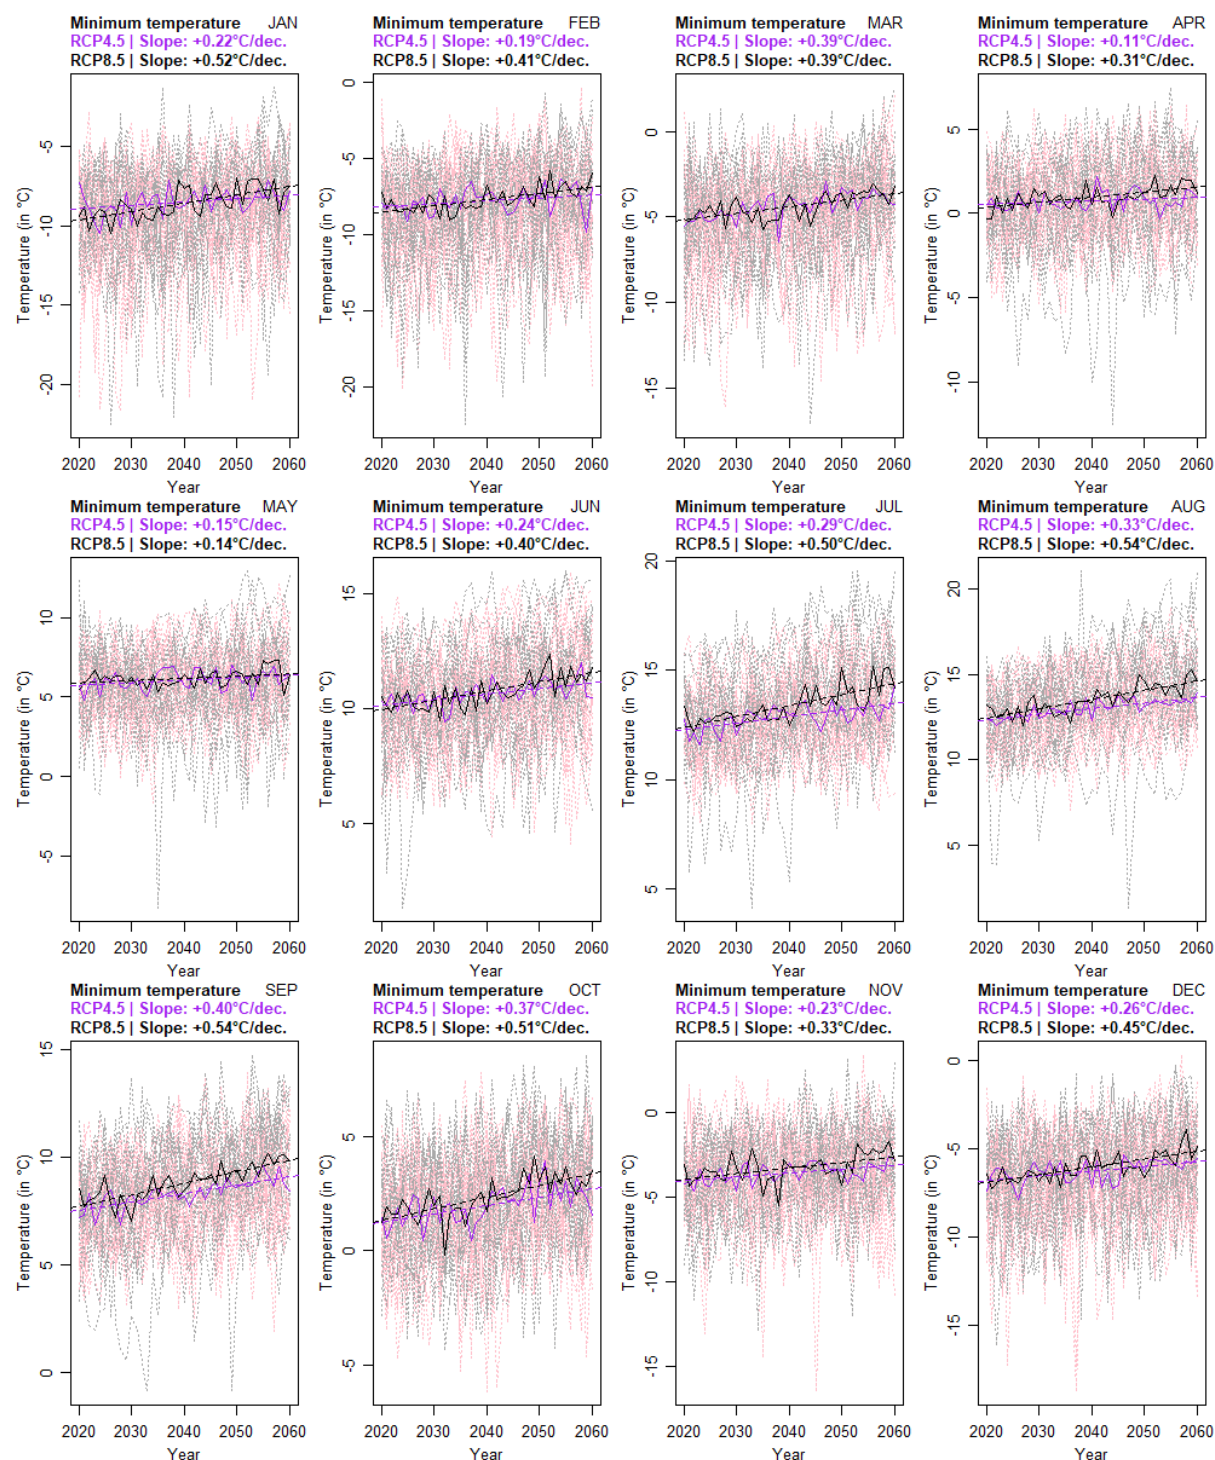 Minimum temperature JAN
RCP4.5 | Slope: +0.22°C/dec.
RCP8.5 | Slope: +0.52°C/dec.
Temperature (in °C)
-5
-10
-15
-20
2020 2030 2040 2050 2060
Year
Minimum temperature FEB
RCP4.5 | Slope: +0.19°C/dec.
RCP8.5 | Slope: +0.41°C/dec.
Temperature (in °C)
0
-5
-10
-15
-20
2020 2030 2040 2050 2060
Year
Minimum temperature MAR
RCP4.5 | Slope: +0.39°C/dec.
RCP8.5 | Slope: +0.39°C/dec.
Temperature (in °C)
0
-5
-10
-15
2020 2030 2040 2050 2060
Year
Minimum temperature APR
RCP4.5 | Slope: +0.11°C/dec.
RCP8.5 | Slope: +0.31°C/dec.
Temperature (in °C)
5
0
-5
-10
2020 2030 2040 2050 2060
Year
Minimum temperature MAY
RCP4.5 | Slope: +0.15°C/dec.
RCP8.5 | Slope: +0.14°C/dec.
Temperature (in °C)
10
5
0
-5
2020 2030 2040 2050 2060
Year
Minimum temperature JUN
RCP4.5 | Slope: +0.24°C/dec.
RCP8.5 | Slope: +0.40°C/dec.
Temperature (in °C)
15
10
5
2020 2030 2040 2050 2060
Year
Minimum temperature JUL
RCP4.5 | Slope: +0.29°C/dec.
RCP8.5 | Slope: +0.50°C/dec.
Temperature (in °C)
20
15
10
5
2020 2030 2040 2050 2060
Year
Minimum temperature AUG
RCP4.5 | Slope: +0.33°C/dec.
RCP8.5 | Slope: +0.54°C/dec.
Temperature (in °C)
20
15
10
5
2020 2030 2040 2050 2060
Year
Minimum temperature SEP
RCP4.5 | Slope: +0.40°C/dec.
RCP8.5 | Slope: +0.54°C/dec.
Temperature (in °C)
15
10
5
0
2020 2030 2040 2050 2060
Year
Minimum temperature OCT
RCP4.5 | Slope: +0.37°C/dec.
RCP8.5 | Slope: +0.51°C/dec.
Temperature (in °C)
5
0
-5
2020 2030 2040 2050 2060
Year
Minimum temperature NOV
RCP4.5 | Slope: +0.23°C/dec.
RCP8.5 | Slope: +0.33°C/dec.
Temperature (in °C)
0
-5
-10
-15
2020 2030 2040 2050 2060
Year
Minimum temperature DEC
RCP4.5 | Slope: +0.26°C/dec.
RCP8.5 | Slope: +0.45°C/dec.
Temperature (in °C)
0
-5
-10
-15
2020 2030 2040 2050 2060
Year